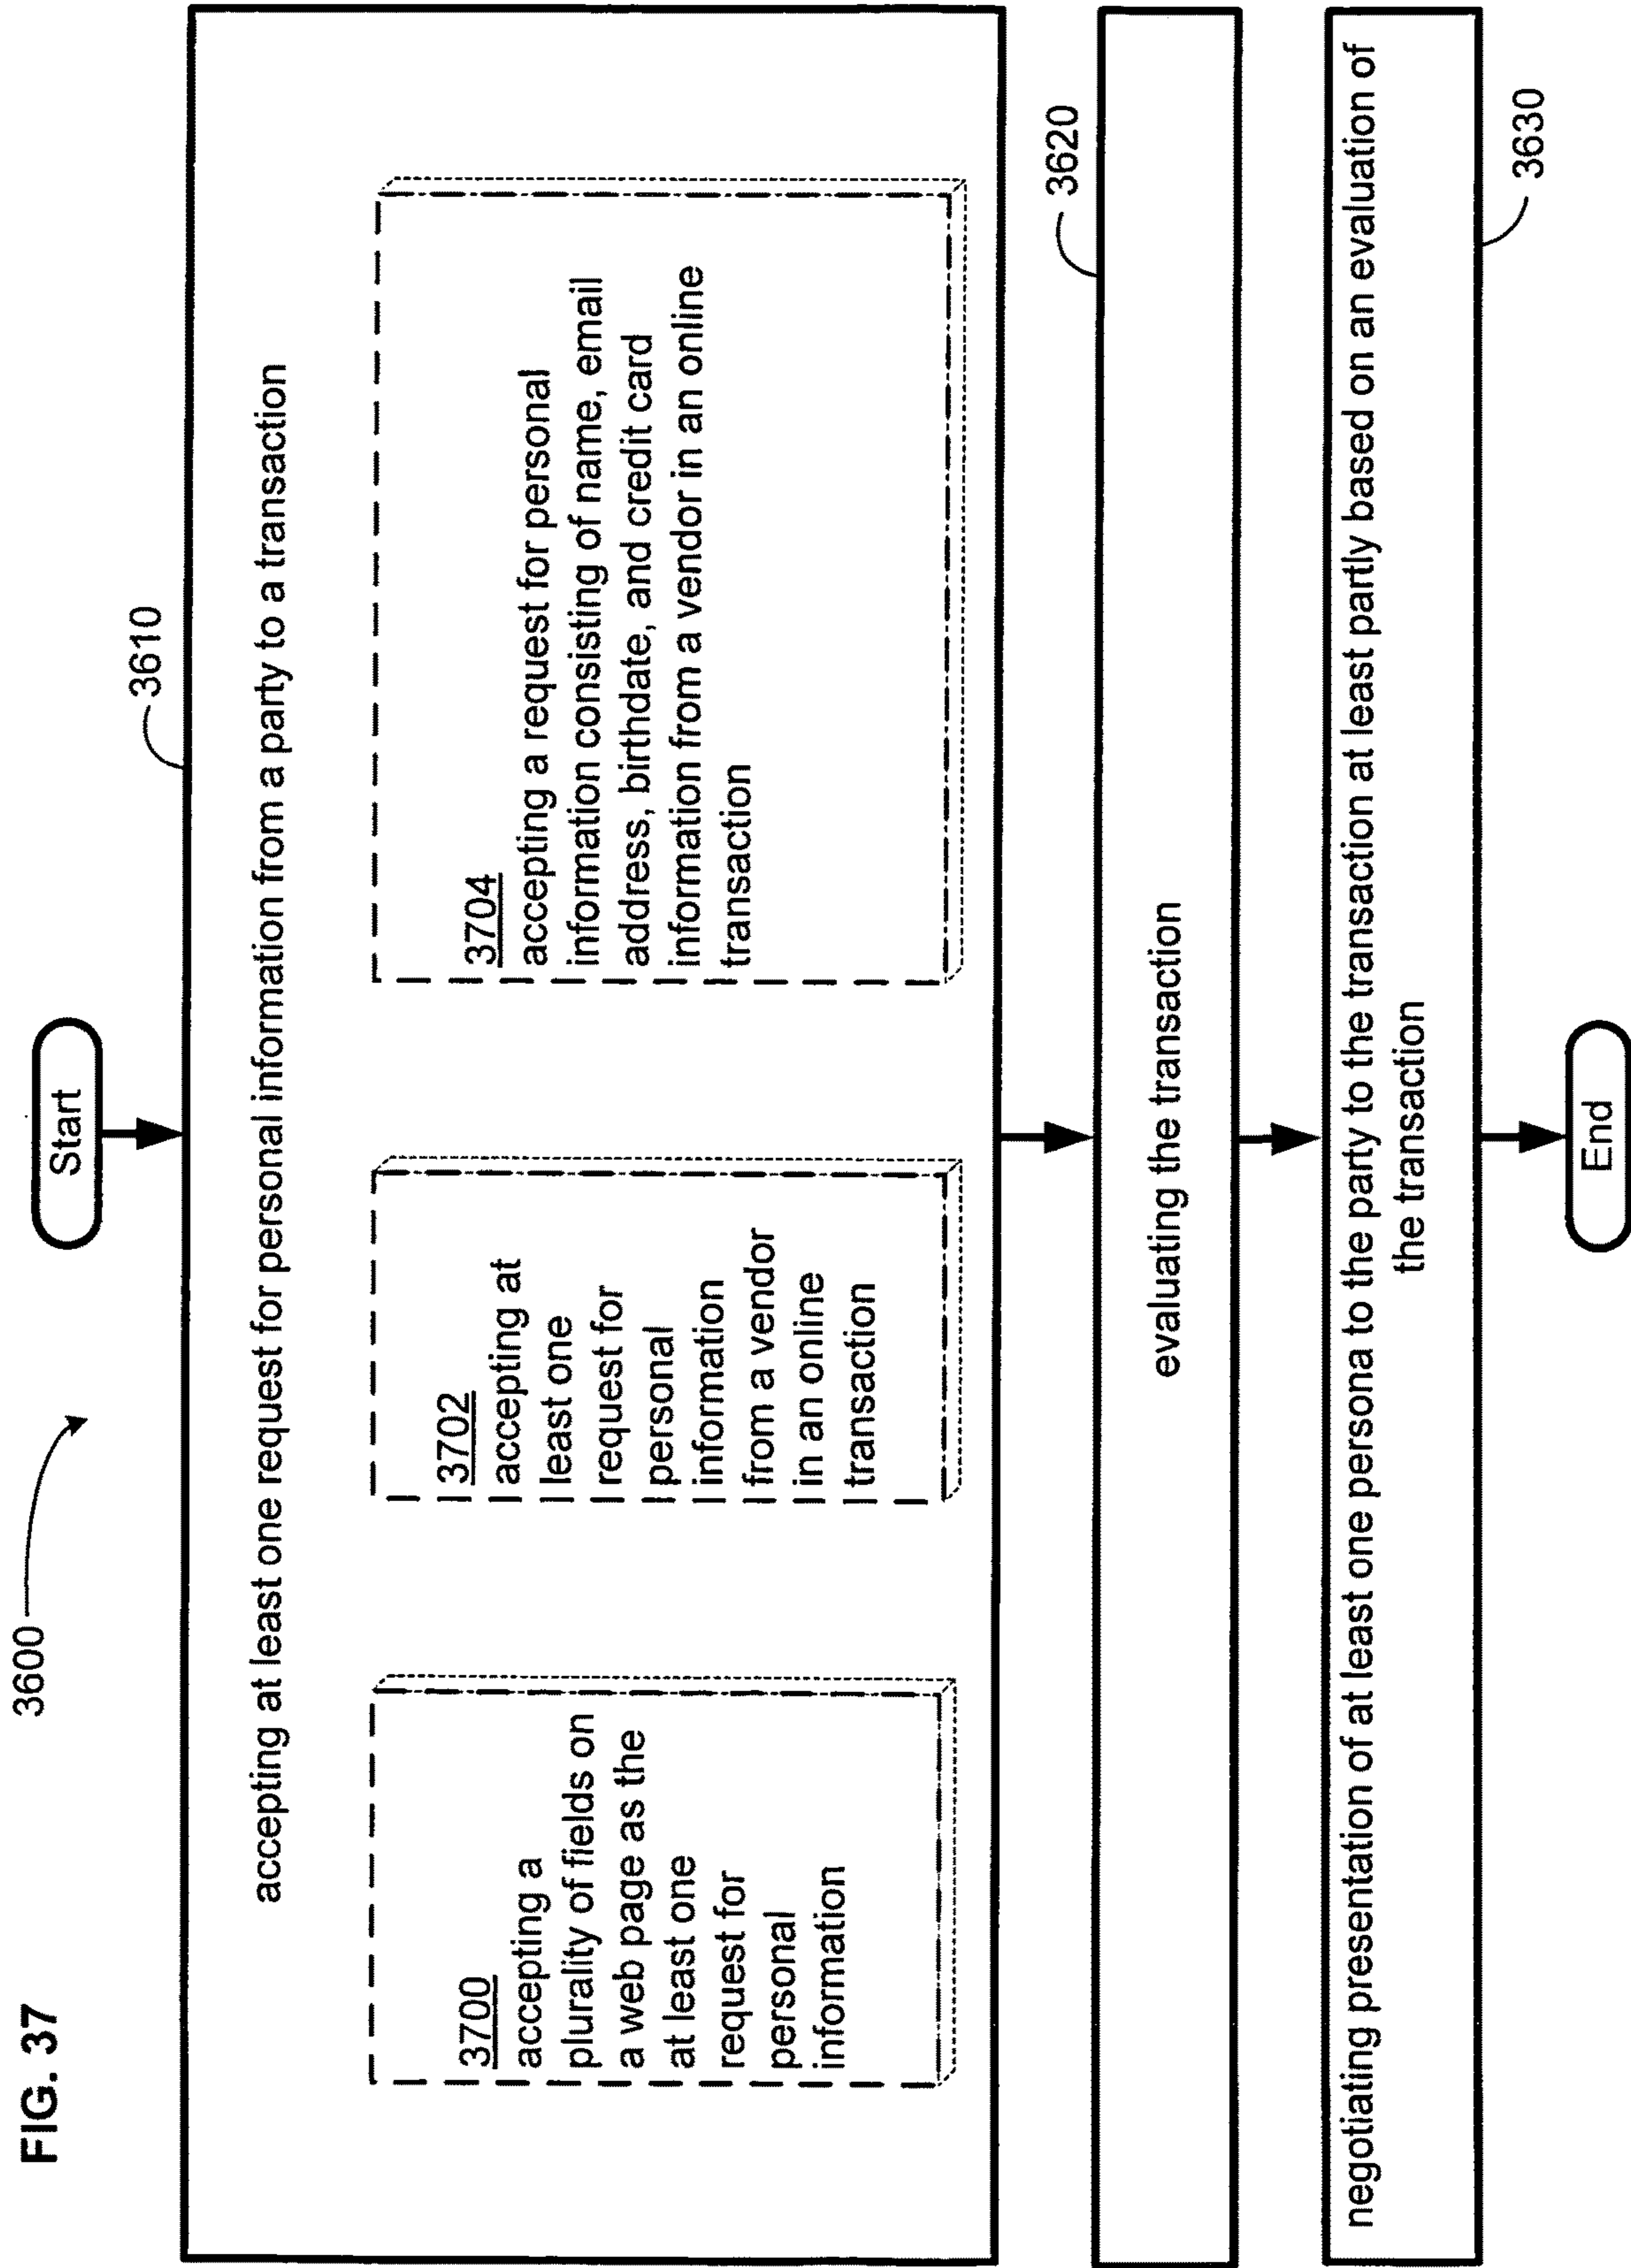 FIG. 37
3600
Start
3610
accepting at least one request for personal information from a party to a transaction
3700
accepting a
plurality of fields on
a web page as the
at least one
request for
personal
information
3702
accepting at
least one
request for
personal
information
from a vendor
in an online
transaction
3704
accepting a request for personal
information consisting of name, email
address, birthdate, and credit card
information from a vendor in an online
transaction
3620
evaluating the transaction
negotiating presentation of at least one persona to the party to the transaction at least partly based on an evaluation of
the transaction
3630
End